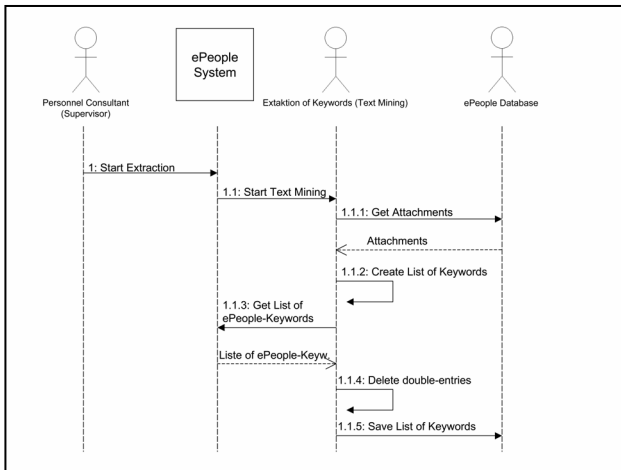 ePeople
System
Personnel Consultant
(Supervisor)
Extaktion of Keywords (Text Mining)
ePeople Database
1: Start Extraction
1.1: Start Text Mining
1.1.1: Get Attachments
Attachments
1.1.2: Create List of Keywords
1.1.3: Get List of
ePeople-Keywords
Liste of ePeople-Keyw.
1.1.4: Delete double-entries
1.1.5: Save List of Keywords